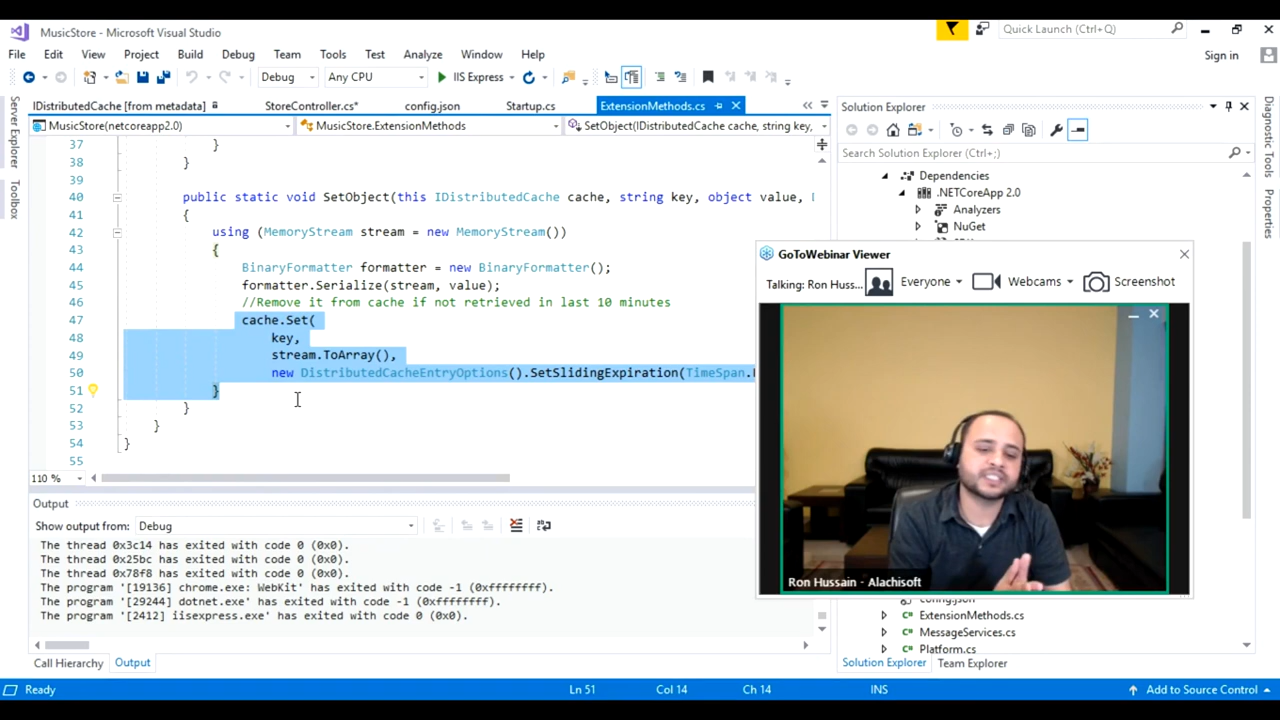 MusicStore - Microsoft Visual Studio
Quick Launch (Ctrl+Q)
File Edit View Project Build Debug Team Tools Test Analyze Window Help
Sign in
Debug Any CPU IIS Express
Server Explorer
Toolbox
IDistributedCache [from metadata] StoreController.cs* config.json Startup.cs ExtensionMethods.cs
MusicStore(netcoreapp2.0) MusicStore.ExtensionMethods SetObject(IDistributedCache cache, string key,
37 }
38 }
39
40 public static void SetObject(this IDistributedCache cache, string key, object value,
41 {
42 using (MemoryStream stream = new MemoryStream())
43 {
44 BinaryFormatter formatter = new BinaryFormatter();
45 formatter.Serialize(stream, value);
46 //Remove it from cache if not retrieved in last 10 minutes
47 cache.Set(
48 key,
49 stream.ToArray(),
50 new DistributedCacheEntryOptions().SetSlidingExpiration(TimeSpan.
51 }
52 }
53 }
54 }
55
110 %
Output
Show output from: Debug
The thread 0x3c14 has exited with code 0 (0x0).
The thread 0x25bc has exited with code 0 (0x0).
The thread 0x78f8 has exited with code 0 (0x0).
The program '[19136] chrome.exe: WebKit' has exited with code -1 (0xffffffff).
The program '[29244] dotnet.exe' has exited with code -1 (0xffffffff).
The program '[2412] iisexpress.exe' has exited with code 0 (0x0).
Call Hierarchy Output
Solution Explorer
Search Solution Explorer (Ctrl+;)
Dependencies
.NETCoreApp 2.0
Analyzers
NuGet
GoToWebinar Viewer
Talking: Ron Huss... Everyone Webcams Screenshot
Ron Hussain - Alachisoft
config.json
ExtensionMethods.cs
MessageServices.cs
Platform.cs
Solution Explorer Team Explorer
Diagnostic Tools
Properties
Ready Ln 51 Col 14 Ch 14 INS Add to Source Control